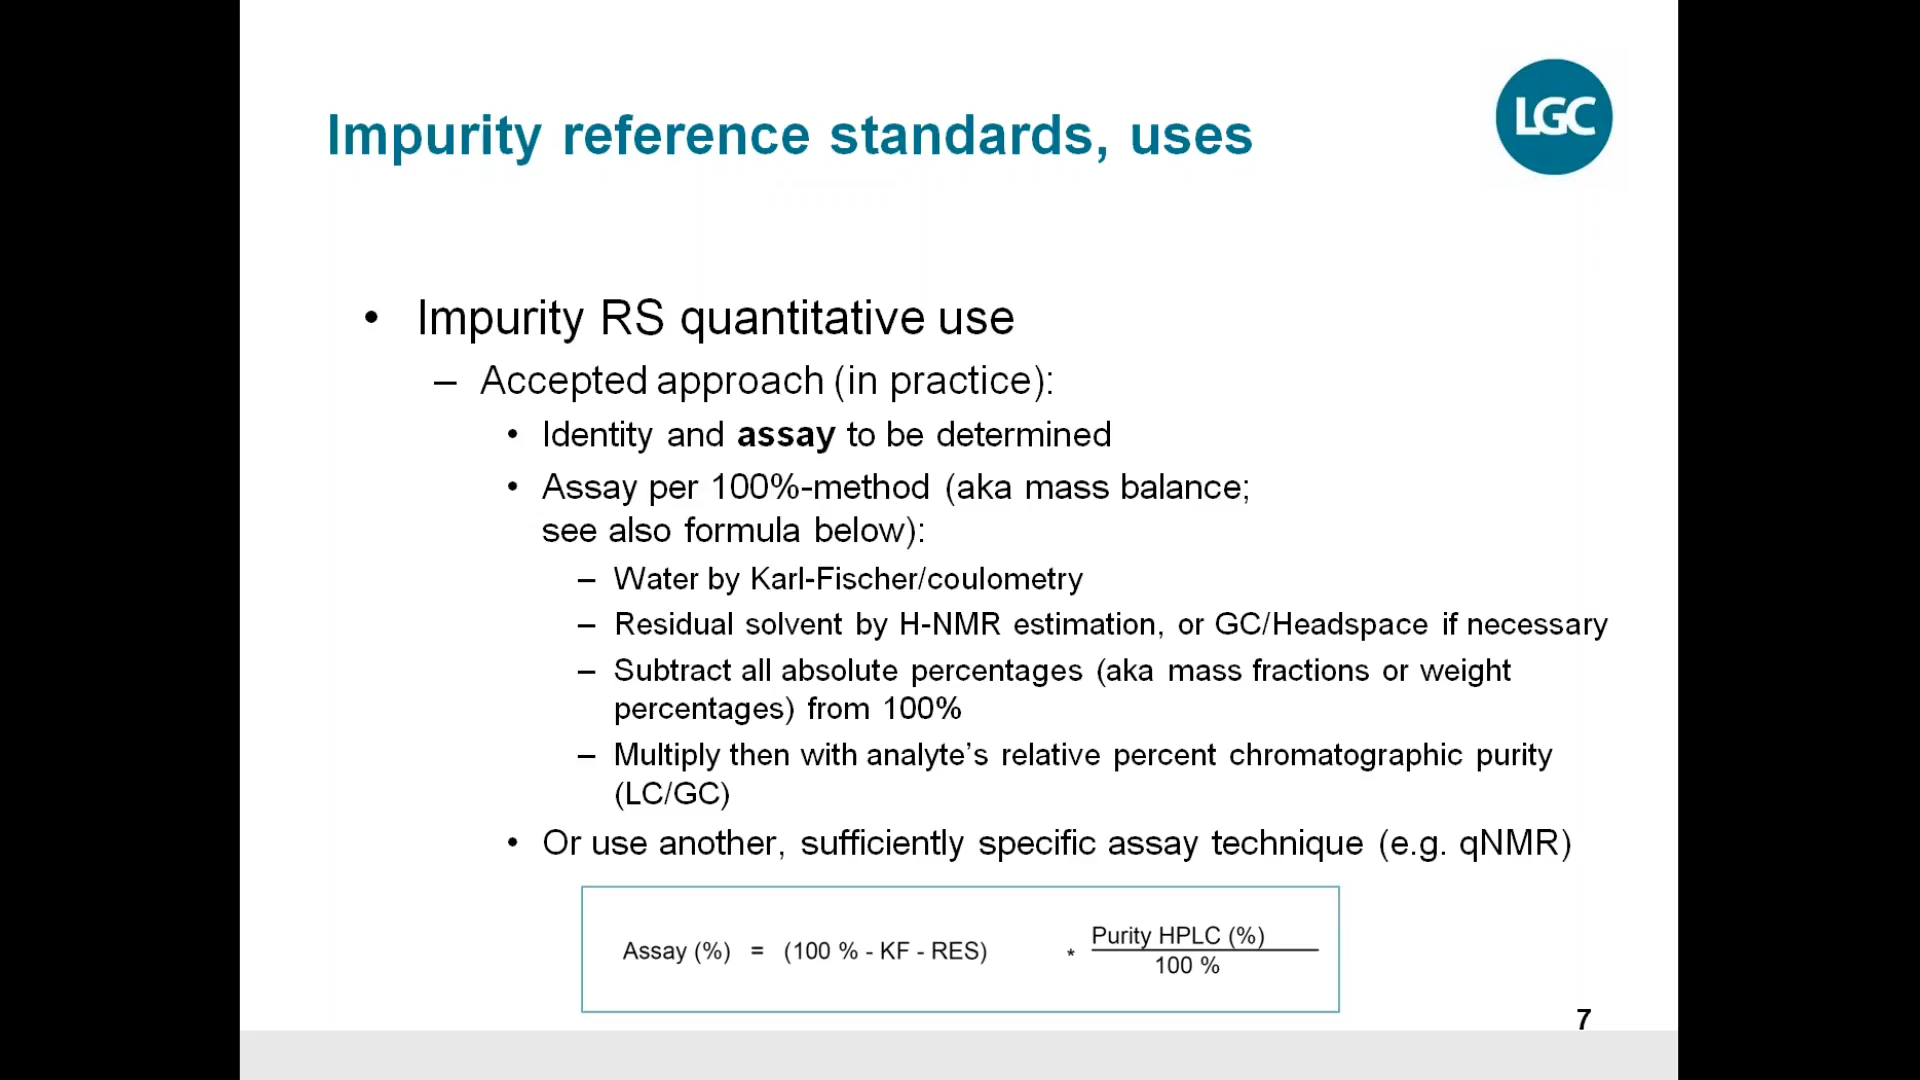 LGC
Impurity reference standards, uses
• Impurity RS quantitative use
– Accepted approach (in practice):
• Identity and assay to be determined
• Assay per 100%-method (aka mass balance;
see also formula below):
– Water by Karl-Fischer/coulometry
– Residual solvent by H-NMR estimation, or GC/Headspace if necessary
– Subtract all absolute percentages (aka mass fractions or weight
percentages) from 100%
– Multiply then with analyte’s relative percent chromatographic purity
(LC/GC)
• Or use another, sufficiently specific assay technique (e.g. qNMR)
Assay (%) = (100 % - KF - RES) * Purity HPLC (%)
100 %
7